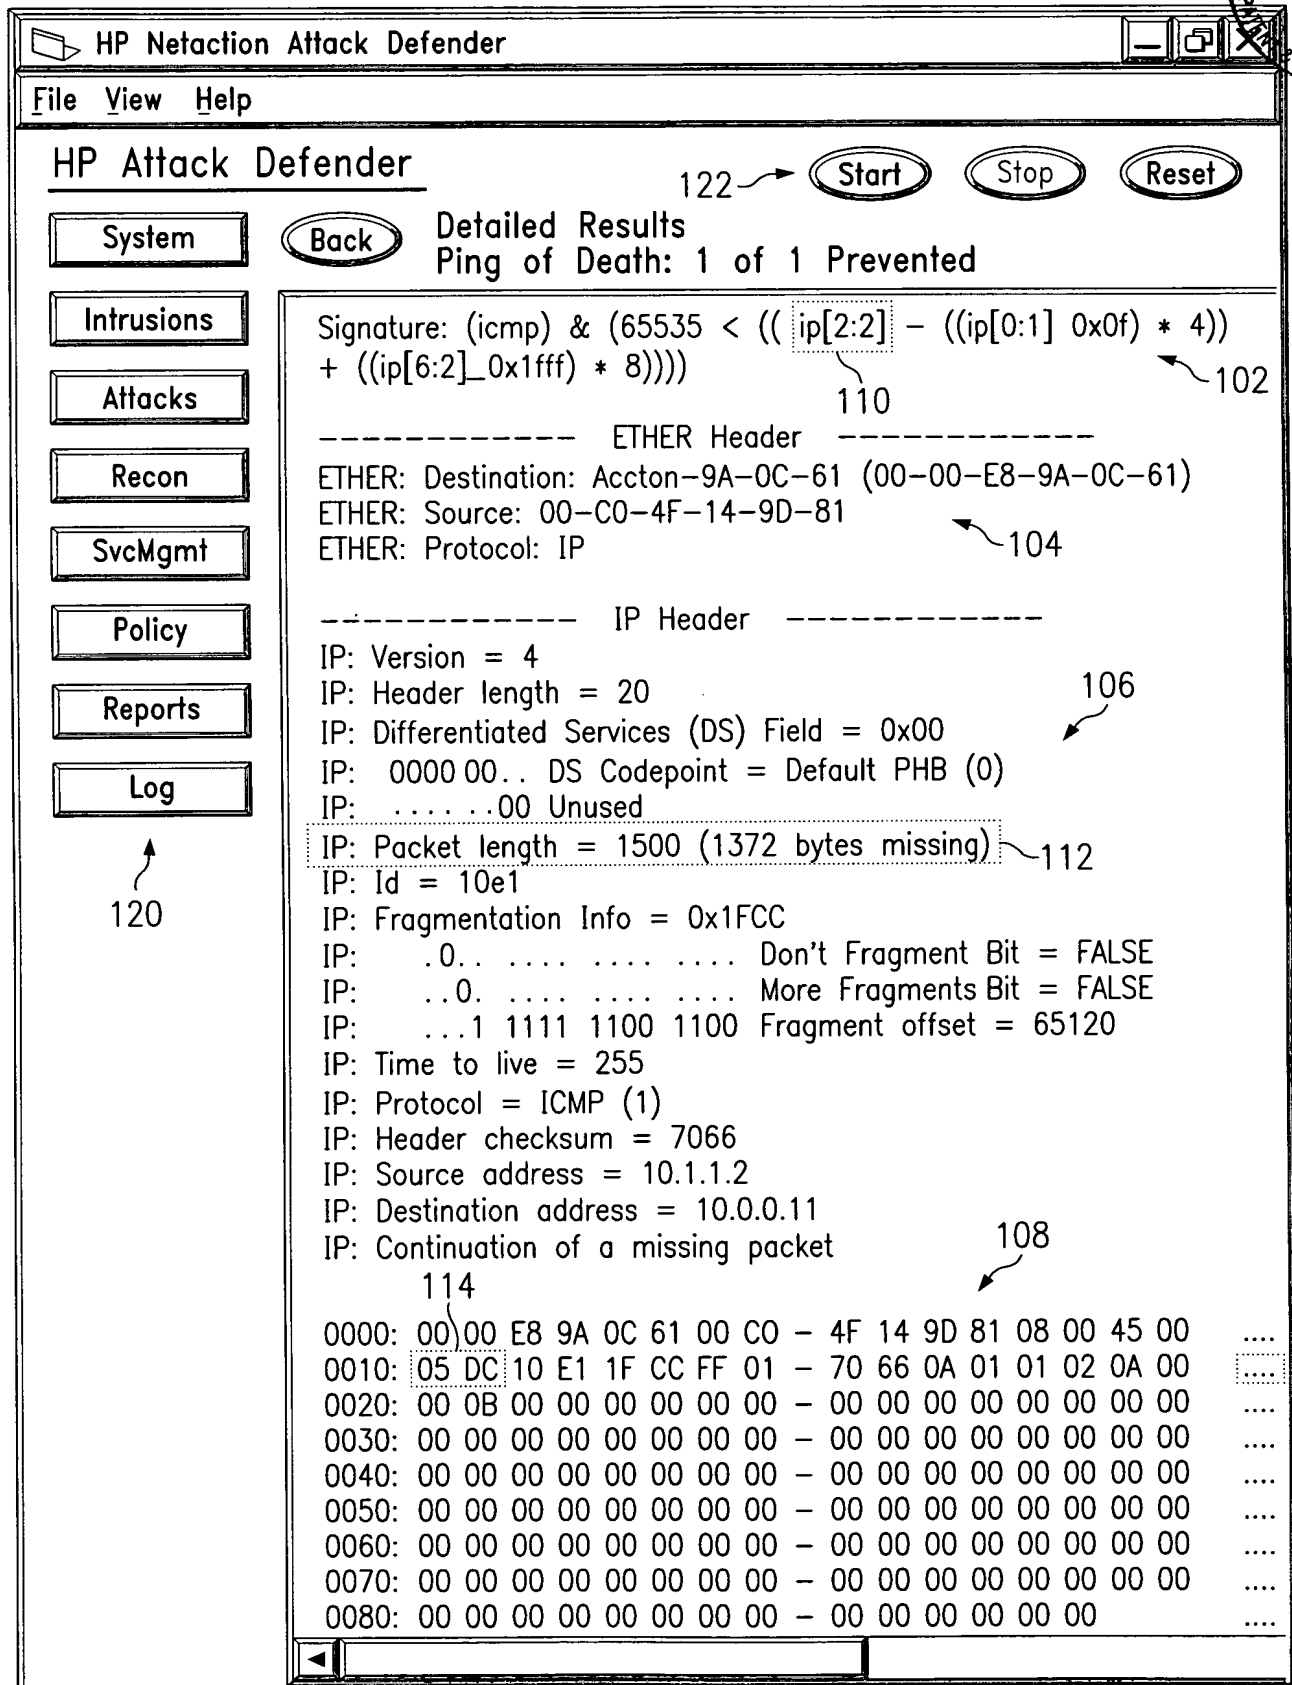 HP Netaction Attack Defender
File View Help
HP Attack Defender
122
Start
Stop
Reset
System
Intrusions
Attacks
Recon
SvcMgmt
Policy
Reports
Log
120
Back
Detailed Results
Ping of Death: 1 of 1 Prevented
Signature: (icmp) & (65535 < (( ip[2:2] – ((ip[0:1] 0x0f) * 4))
+ ((ip[6:2]_0x1fff) * 8))))
102
110
------------ ETHER Header ------------
ETHER: Destination: Accton-9A-0C-61 (00-00-E8-9A-0C-61)
ETHER: Source: 00-C0-4F-14-9D-81
ETHER: Protocol: IP
104
------------ IP Header ------------
IP: Version = 4
IP: Header length = 20
106
IP: Differentiated Services (DS) Field = 0x00
IP: 0000 00.. DS Codepoint = Default PHB (0)
IP: ......00 Unused
IP: Packet length = 1500 (1372 bytes missing)
112
IP: Id = 10e1
IP: Fragmentation Info = 0x1FCC
IP: .0.. .... .... .... Don't Fragment Bit = FALSE
IP: ..0. .... .... .... More Fragments Bit = FALSE
IP: ...1 1111 1100 1100 Fragment offset = 65120
IP: Time to live = 255
IP: Protocol = ICMP (1)
IP: Header checksum = 7066
IP: Source address = 10.1.1.2
IP: Destination address = 10.0.0.11
IP: Continuation of a missing packet
108
114
0000: 00 00 E8 9A 0C 61 00 C0 – 4F 14 9D 81 08 00 45 00 ....
0010: 05 DC 10 E1 1F CC FF 01 – 70 66 0A 01 01 02 0A 00 ....
0020: 00 0B 00 00 00 00 00 00 – 00 00 00 00 00 00 00 00 ....
0030: 00 00 00 00 00 00 00 00 – 00 00 00 00 00 00 00 00 ....
0040: 00 00 00 00 00 00 00 00 – 00 00 00 00 00 00 00 00 ....
0050: 00 00 00 00 00 00 00 00 – 00 00 00 00 00 00 00 00 ....
0060: 00 00 00 00 00 00 00 00 – 00 00 00 00 00 00 00 00 ....
0070: 00 00 00 00 00 00 00 00 – 00 00 00 00 00 00 00 00 ....
0080: 00 00 00 00 00 00 00 00 – 00 00 00 00 00 00 ....